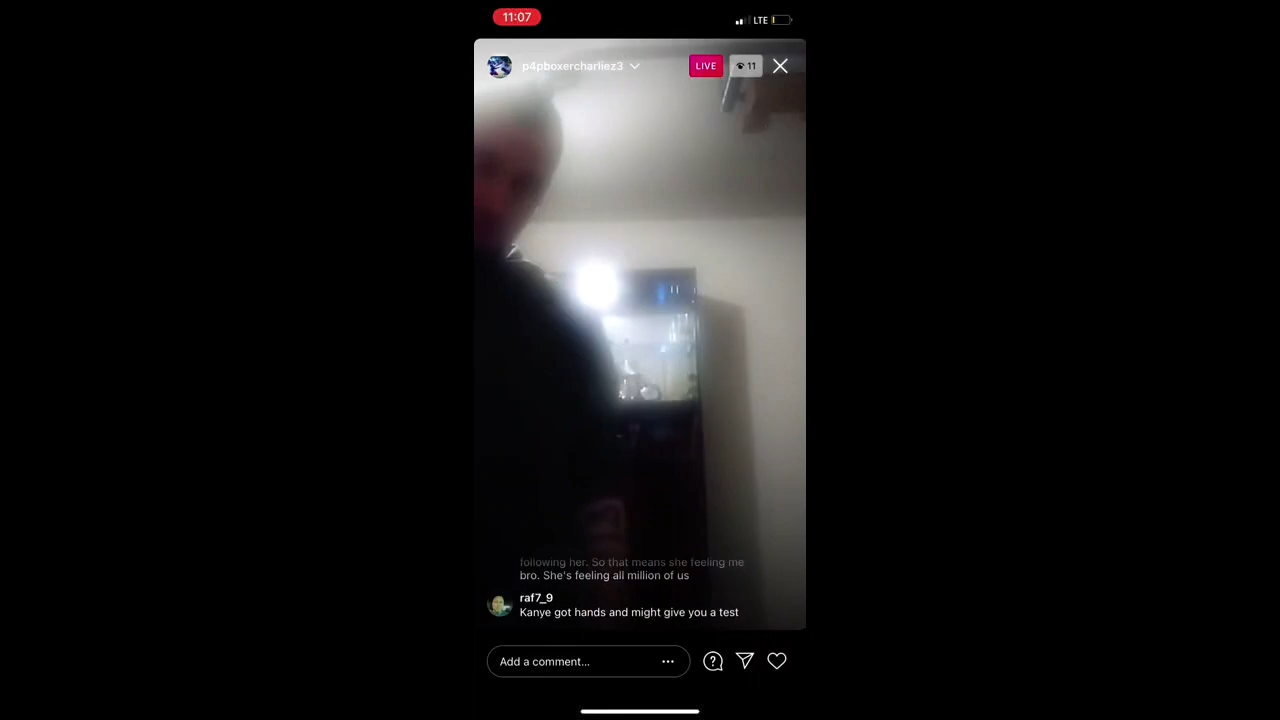 11:07
LTE
p4pboxercharliez3
LIVE
11
following her. So that means she feeling me
bro. She's feeling all million of us
raf7_9
Kanye got hands and might give you a test
Add a comment...